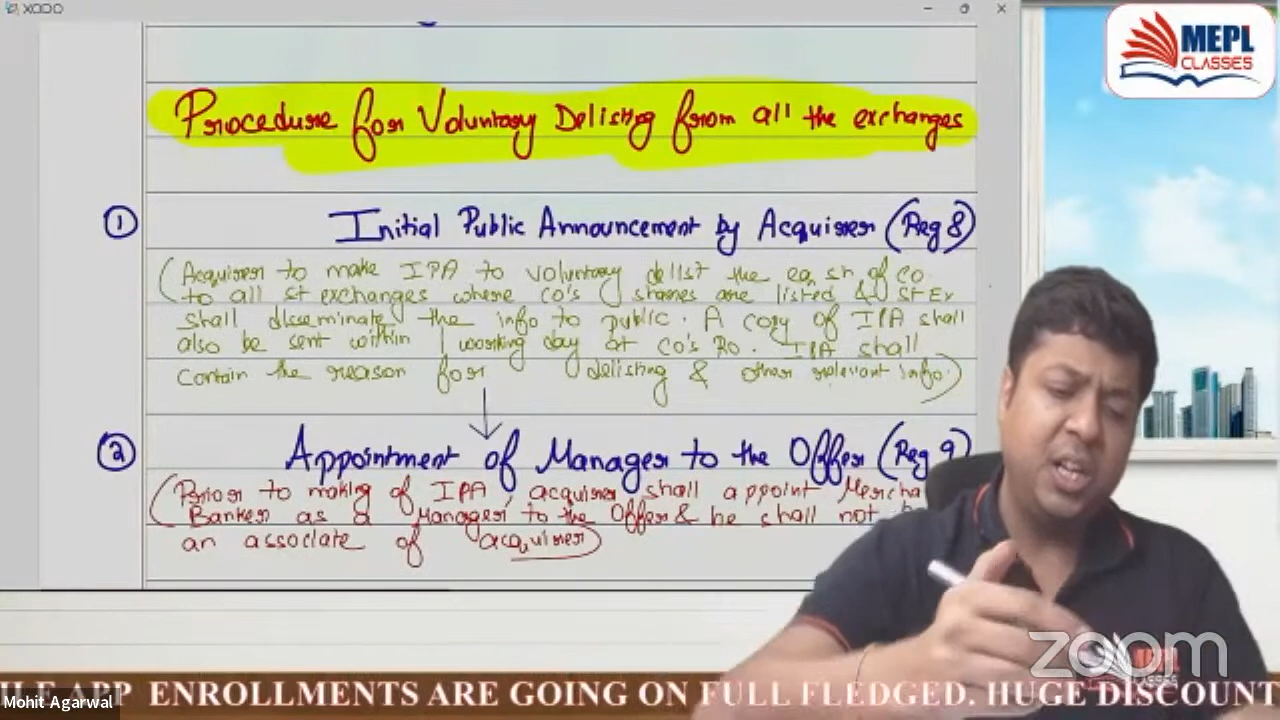 XODO
MEPL
CLASSES
Procedure for Voluntary Delisting from all the exchanges
① Initial Public Announcement by Acquirer (Reg 8)
(Acquirer to make IPA to voluntary delist the eq sh of co
to all st exchanges where co's shares are listed & St Ex
shall disseminate the info to public. A copy of IPA shall
also be sent within 1 working day at co's RO. IPA shall
contain the reason for delisting & other relevant info)
② Appointment of Manager to the Offer (Reg 9)
(Prior to making of IPA, acquirer shall appoint
Banker as a Manager to the Offer & he shall not
an associate of acquirer)
zoom
MEPL
CLASSES
APP ENROLLMENTS ARE GOING ON FULL FLEDGED. HUGE DISCOUNT
Mohit Agarwal